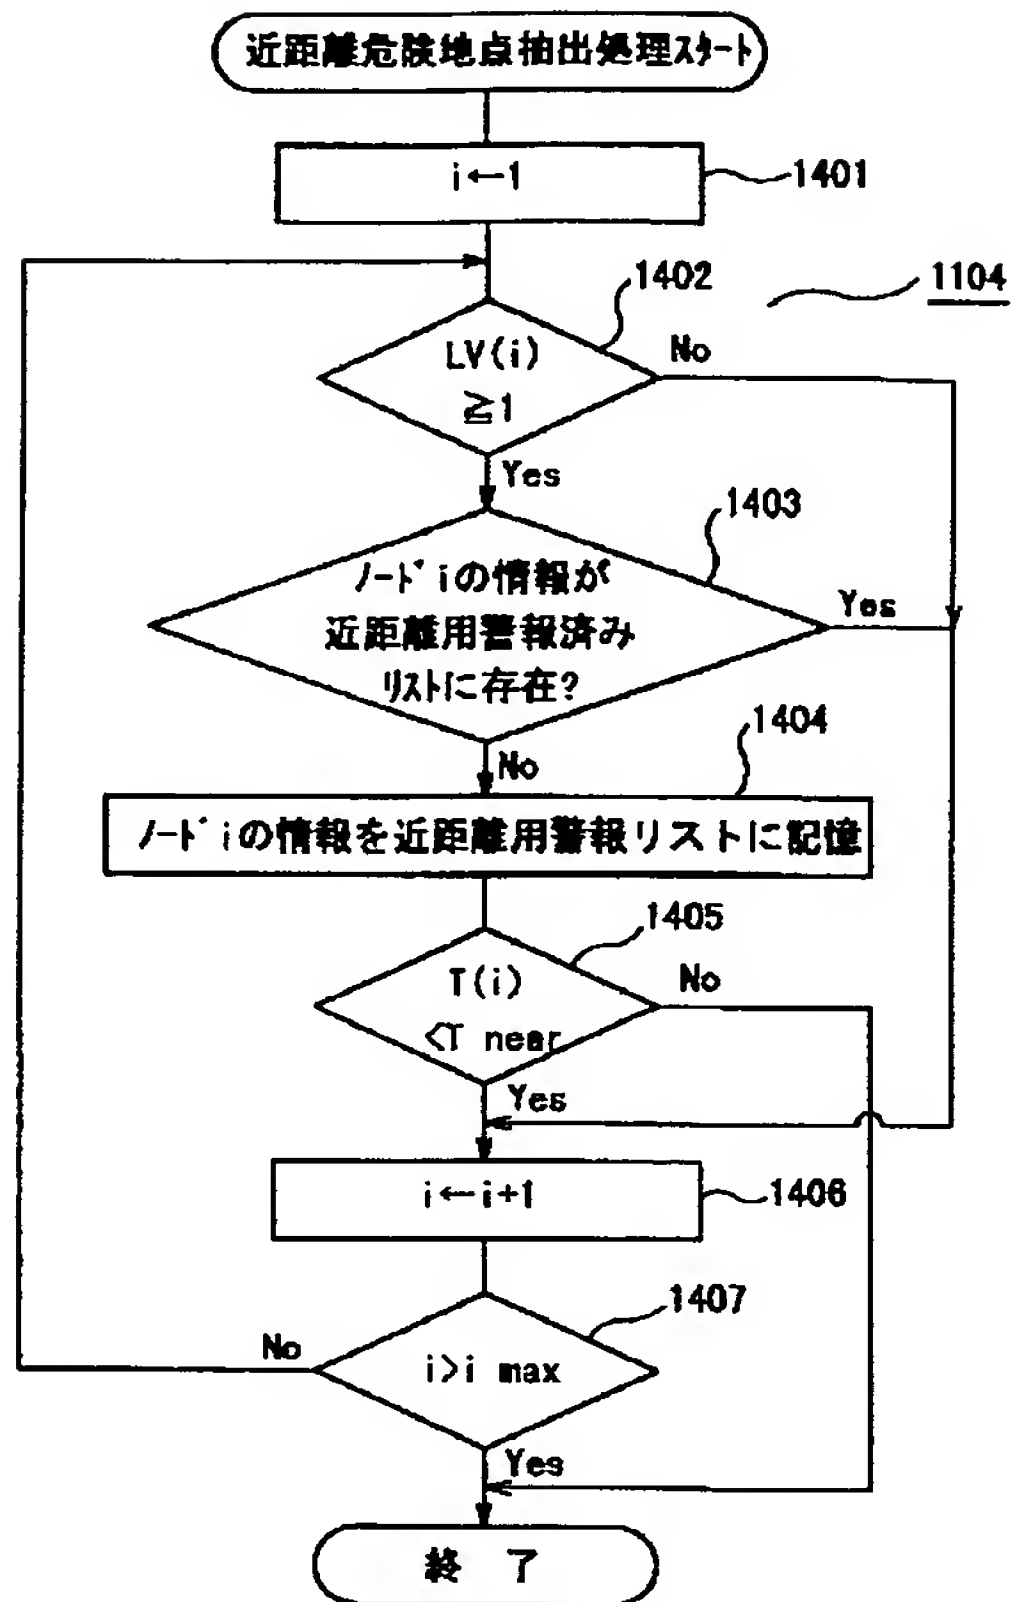 近距離危険地点抽出処理スタート
i←1
1401
1402
1104
LV(i)
≧1
No
Yes
1403
ノードiの情報が
近距離用警報済み
リストに存在?
Yes
No
1404
ノードiの情報を近距離用警報リストに記憶
1405
T(i)
<T near
No
Yes
i←i+1
1406
1407
No
i>i max
Yes
終 了